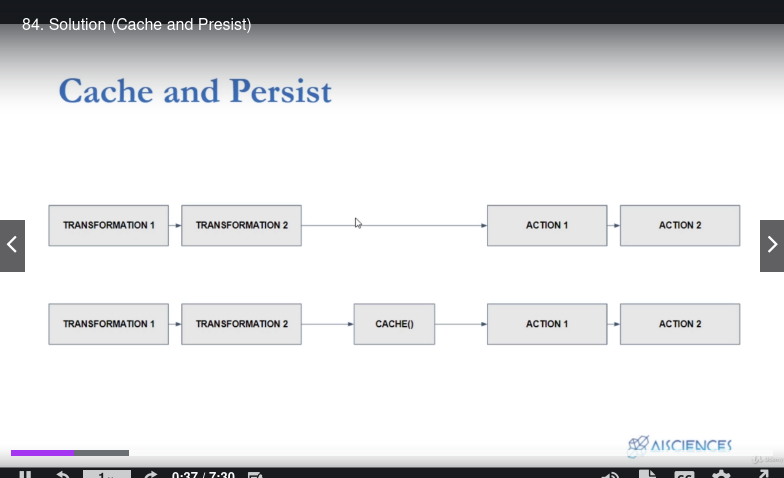 84. Solution (Cache and Presist)
Cache and Persist
TRANSFORMATION 1 TRANSFORMATION 2 ACTION 1 ACTION 2
TRANSFORMATION 1 TRANSFORMATION 2 CACHE() ACTION 1 ACTION 2
AISCIENCES
0:37 / 7:30